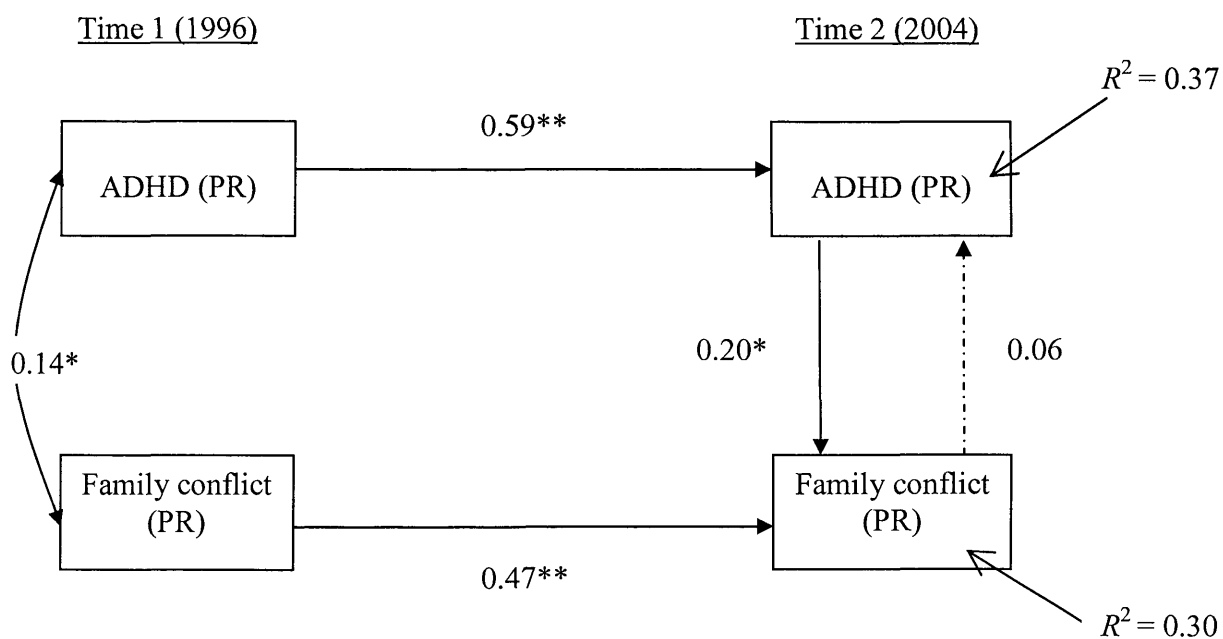 Time 1 (1996)
Time 2 (2004)
R² = 0.37
0.59**
ADHD (PR)
ADHD (PR)
0.14*
0.20*
0.06
Family conflict
(PR)
Family conflict
(PR)
0.47**
R² = 0.30